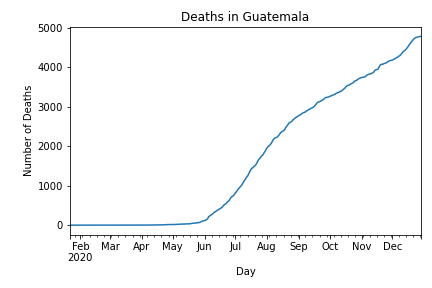 Deaths in Guatemala
Number of Deaths
5000
4000
3000
2000
1000
0
Feb Mar Apr May Jun Jul Aug Sep Oct Nov Dec
2020
Day